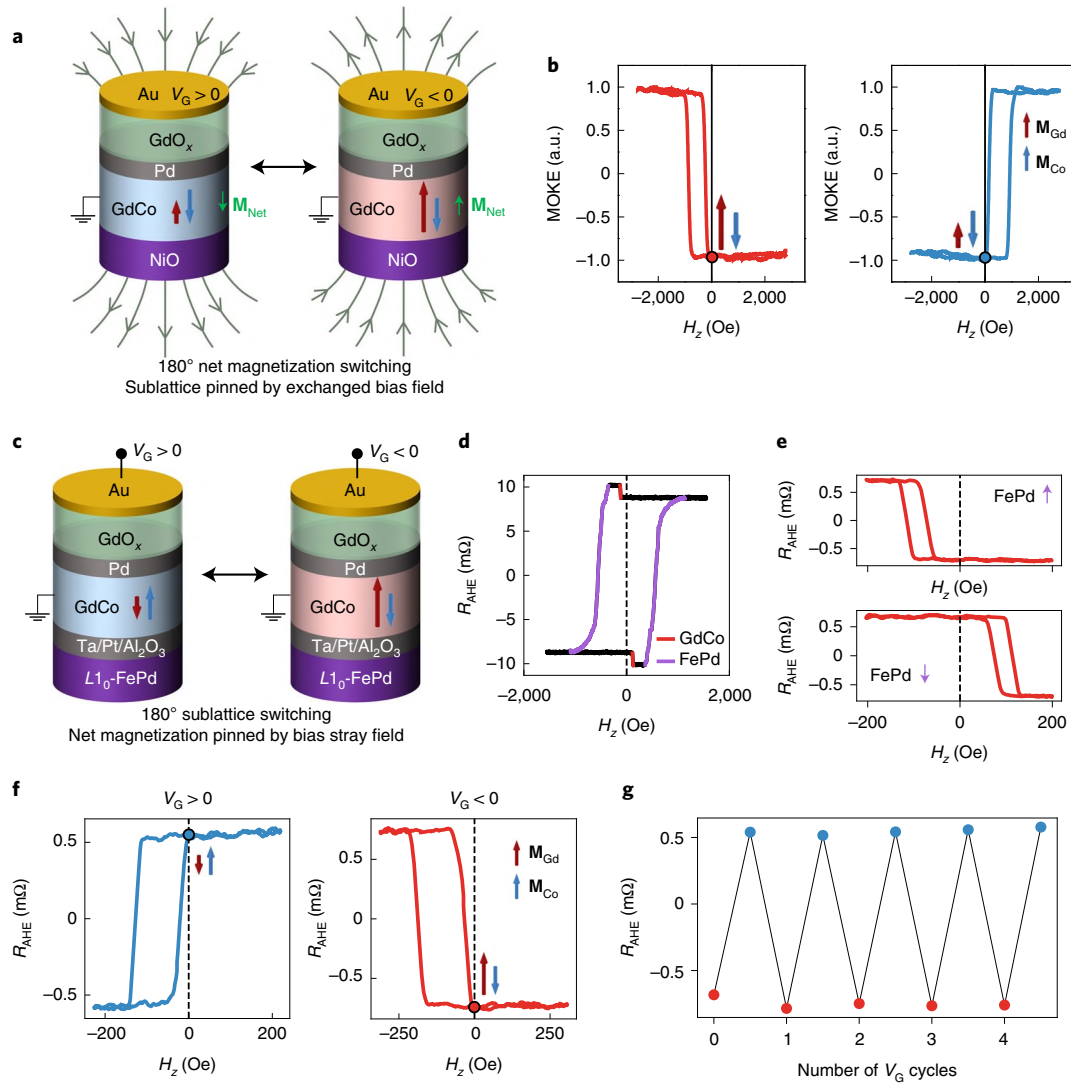 a
Au V_G > 0
GdO_x
Pd
GdCo
M_Net
NiO
Au V_G < 0
GdO_x
Pd
GdCo
M_Net
NiO
180° net magnetization switching
Sublattice pinned by exchanged bias field
b
MOKE (a.u.)
1.0
0.5
0
−0.5
−1.0
−2,000
0
2,000
H_z (Oe)
MOKE (a.u.)
1.0
0.5
0
−0.5
−1.0
M_Gd
M_Co
−2,000
0
2,000
H_z (Oe)
c
V_G > 0
Au
GdO_x
Pd
GdCo
Ta/Pt/Al₂O₃
L1₀-FePd
V_G < 0
Au
GdO_x
Pd
GdCo
Ta/Pt/Al₂O₃
L1₀-FePd
180° sublattice switching
Net magnetization pinned by bias stray field
d
R_AHE (mΩ)
10
5
0
−5
−10
GdCo
FePd
−2,000
0
2,000
H_z (Oe)
e
R_AHE (mΩ)
0.5
0
−0.5
FePd ↑
H_z (Oe)
R_AHE (mΩ)
0.5
0
−0.5
FePd ↓
−200
0
200
H_z (Oe)
f
V_G > 0
R_AHE (mΩ)
0.5
0
−0.5
−200
0
200
H_z (Oe)
V_G < 0
R_AHE (mΩ)
0.5
0
−0.5
M_Gd
M_Co
−250
0
250
H_z (Oe)
g
R_AHE (mΩ)
0.5
0
−0.5
0
1
2
3
4
Number of V_G cycles